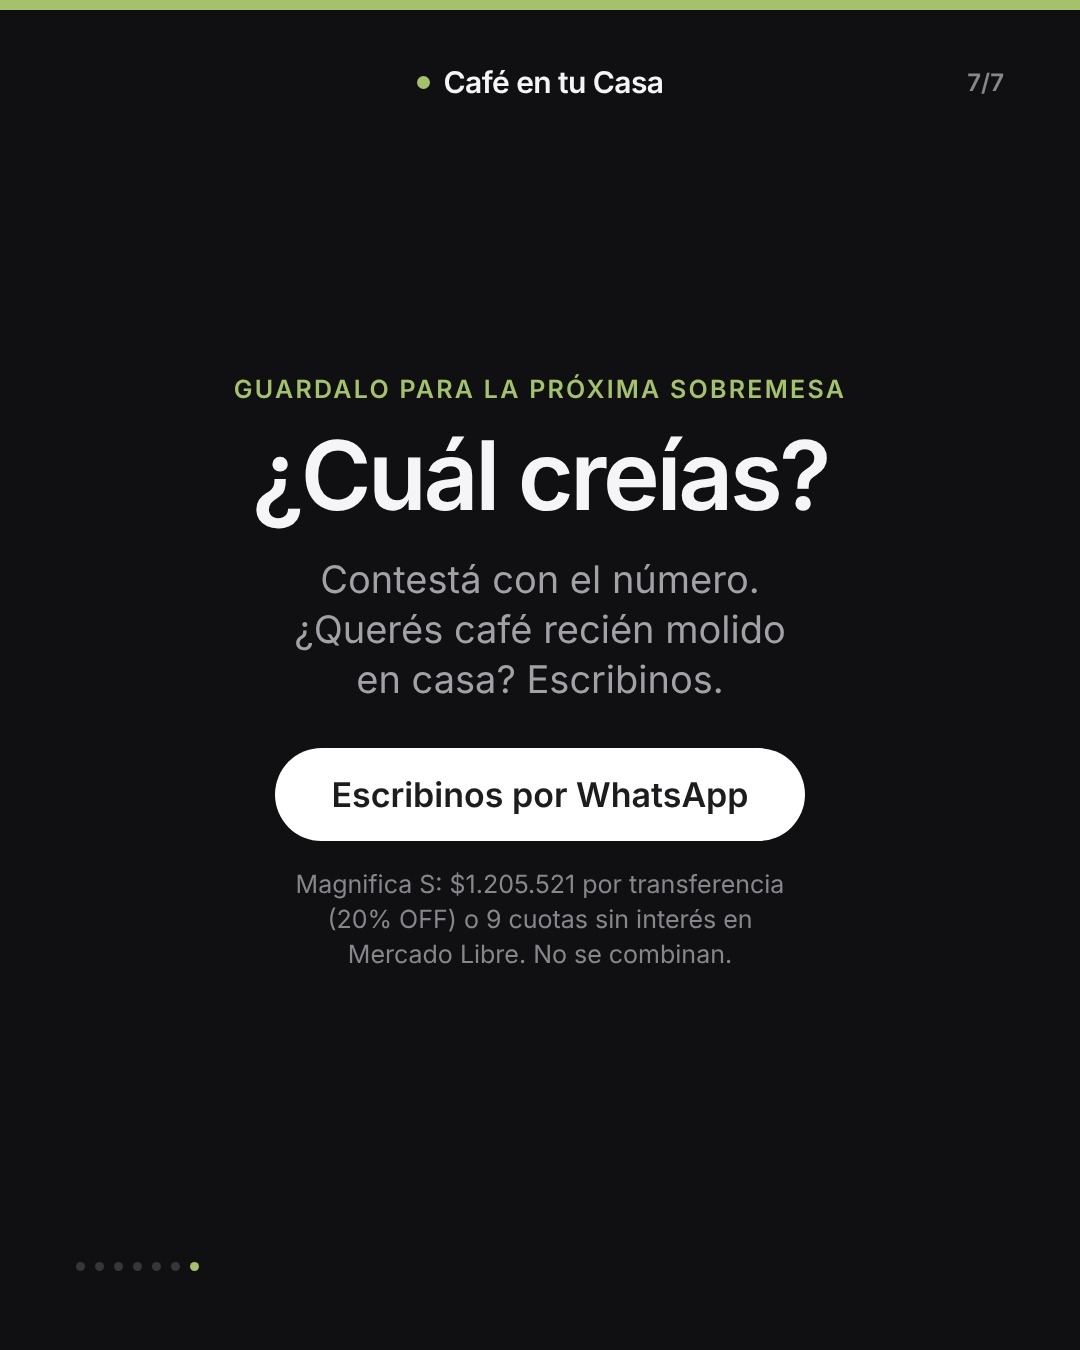 Café en tu Casa
7/7
GUARDALO PARA LA PRÓXIMA SOBREMESA
¿Cuál creías?
Contestá con el número.
¿Querés café recién molido
en casa? Escribinos.
Escribinos por WhatsApp
Magnifica S: $1.205.521 por transferencia
(20% OFF) o 9 cuotas sin interés en
Mercado Libre. No se combinan.